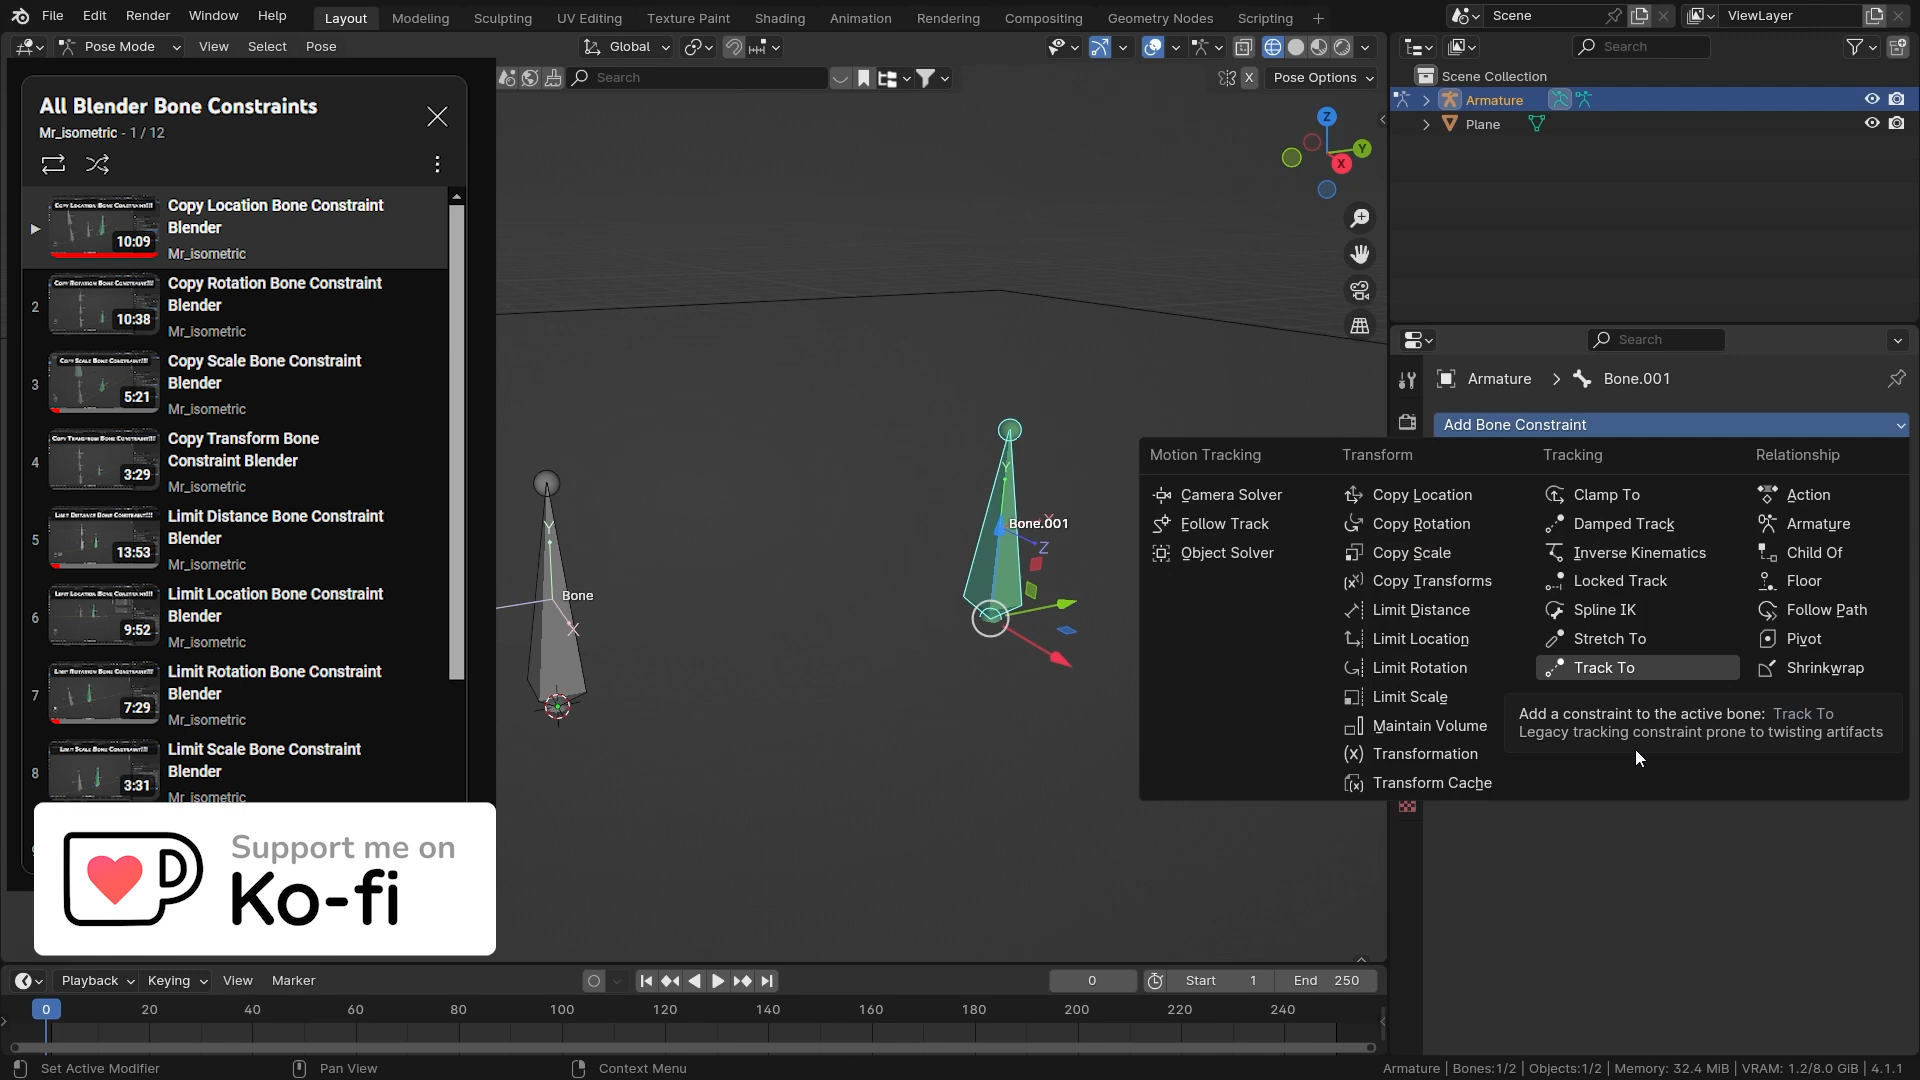 File Edit Render Window Help
Layout Modeling Sculpting UV Editing Texture Paint Shading Animation Rendering Compositing Geometry Nodes Scripting
Scene ViewLayer
Pose Mode View Select Pose
Global
Search
Search
X Pose Options
Scene Collection
Armature
Plane
All Blender Bone Constraints
Mr_isometric - 1 / 12
Copy Location Bone Constraint
Blender
10:09
Mr_isometric
2
Copy Rotation Bone Constraint
Blender
10:38
Mr_isometric
3
Copy Scale Bone Constraint
Blender
5:21
Mr_isometric
4
Copy Transform Bone
Constraint Blender
3:29
Mr_isometric
5
Limit Distance Bone Constraint
Blender
13:53
Mr_isometric
6
Limit Location Bone Constraint
Blender
9:52
Mr_isometric
7
Limit Rotation Bone Constraint
Blender
7:29
Mr_isometric
8
Limit Scale Bone Constraint
Blender
3:31
Mr_isometric
Support me on
Ko-fi
Z
Y
X
Y
Bone
X
Y
Bone.001
X
Z
Search
Armature Bone.001
Add Bone Constraint
Motion Tracking
Camera Solver
Follow Track
Object Solver
Transform
Copy Location
Copy Rotation
Copy Scale
Copy Transforms
Limit Distance
Limit Location
Limit Rotation
Limit Scale
Maintain Volume
Transformation
Transform Cache
Tracking
Clamp To
Damped Track
Inverse Kinematics
Locked Track
Spline IK
Stretch To
Track To
Relationship
Action
Armature
Child Of
Floor
Follow Path
Pivot
Shrinkwrap
Add a constraint to the active bone: Track To
Legacy tracking constraint prone to twisting artifacts
Playback Keying View Marker
0 Start 1 End 250
0 20 40 60 80 100 120 140 160 180 200 220 240
Set Active Modifier Pan View Context Menu
Armature | Bones:1/2 | Objects:1/2 | Memory: 32.4 MiB | VRAM: 1.2/8.0 GiB | 4.1.1